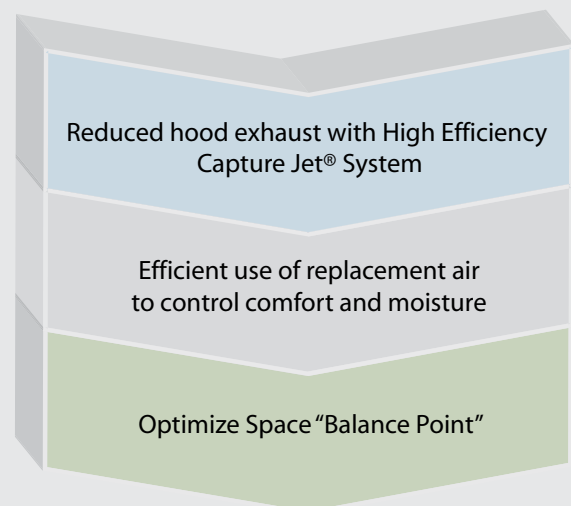 Reduced hood exhaust with High Efficiency
Capture Jet® System
Efficient use of replacement air
to control comfort and moisture
Optimize Space “Balance Point”